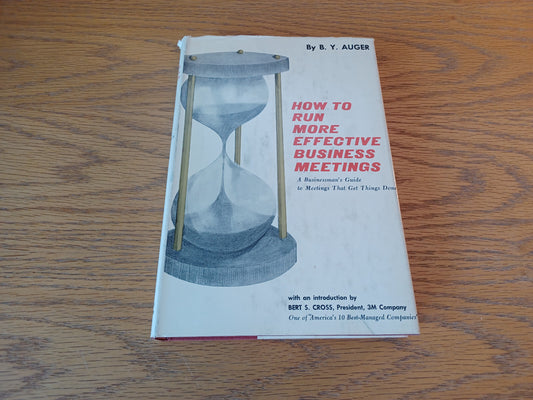 By B. Y. AUGER
HOW TO
RUN
MORE
EFFECTIVE
BUSINESS
MEETINGS
A Businessman's Guide
to Meetings That Get Things Done
with an introduction by
BERT S. CROSS, President, 3M Company
One of America's 10 Best-Managed Companies